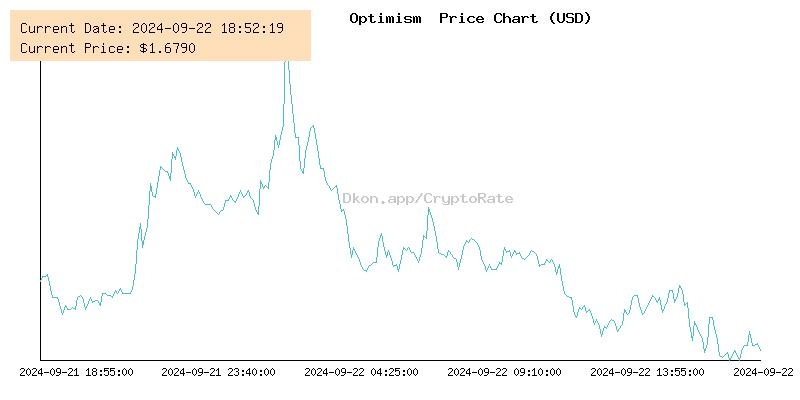 Optimism  Price Chart (USD)
Current Date: 2024-09-22 18:52:19
Current Price: $1.6790
Dkon.app/CryptoRate
2024-09-21 18:55:00 2024-09-21 23:40:00 2024-09-22 04:25:00 2024-09-22 09:10:00 2024-09-22 13:55:00 2024-09-22